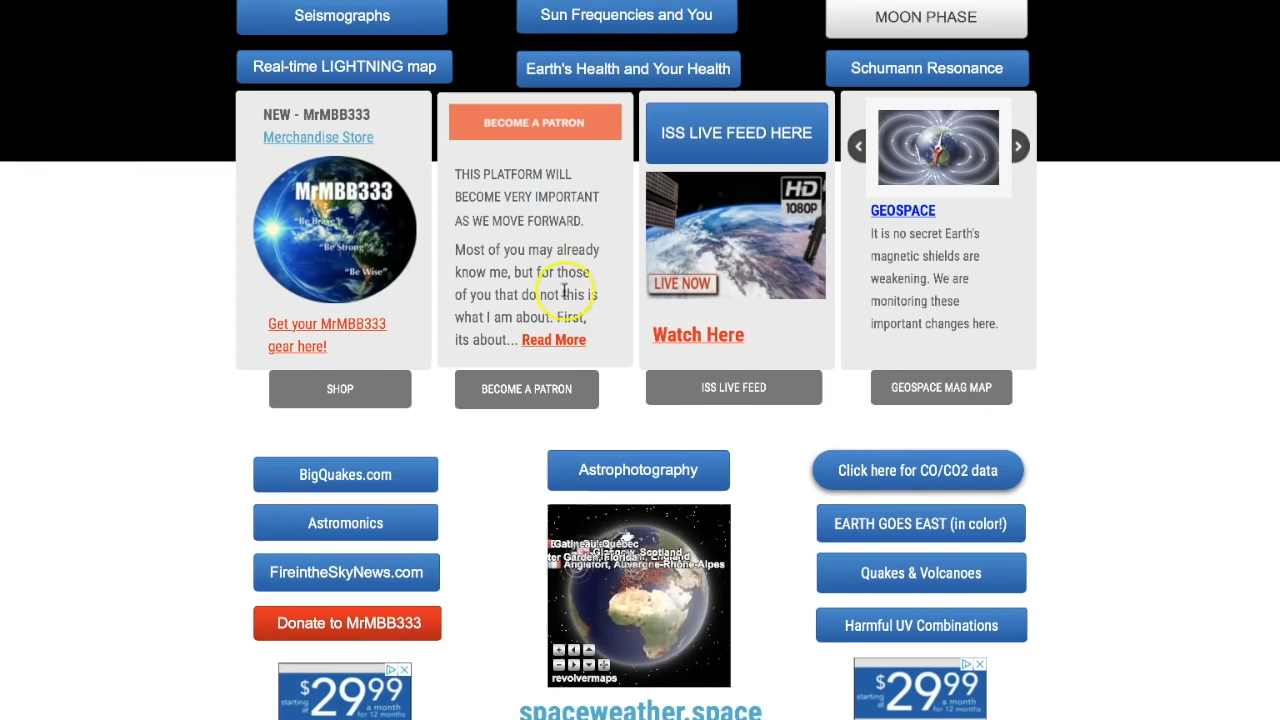 Seismographs
Sun Frequencies and You
MOON PHASE
Real-time LIGHTNING map
Earth's Health and Your Health
Schumann Resonance
NEW - MrMBB333
Merchandise Store
MrMBB333
"Be Brave"
"Be Strong"
"Be Wise"
Get your MrMBB333
gear here!
SHOP
BECOME A PATRON
THIS PLATFORM WILL
BECOME VERY IMPORTANT
AS WE MOVE FORWARD.
Most of you may already
know me, but for those
of you that do not this is
what I am about. First,
its about... Read More
BECOME A PATRON
ISS LIVE FEED HERE
HD
1080P
LIVE NOW
Watch Here
ISS LIVE FEED
GEOSPACE
It is no secret Earth's
magnetic shields are
weakening. We are
monitoring these
important changes here.
GEOSPACE MAG MAP
BigQuakes.com
Astromonics
FireintheSkyNews.com
Donate to MrMBB333
$29.99
starting at
a month
for 12 months
Astrophotography
Gatineau, Quebec
Glasgow, Scotland
ter Garden, Florida
England
Anglefort, Auvergne-Rhône-Alpes
revolvermaps
spaceweather.space
Click here for CO/CO2 data
EARTH GOES EAST (in color!)
Quakes & Volcanoes
Harmful UV Combinations
$29.99
starting at
a month
for 12 months